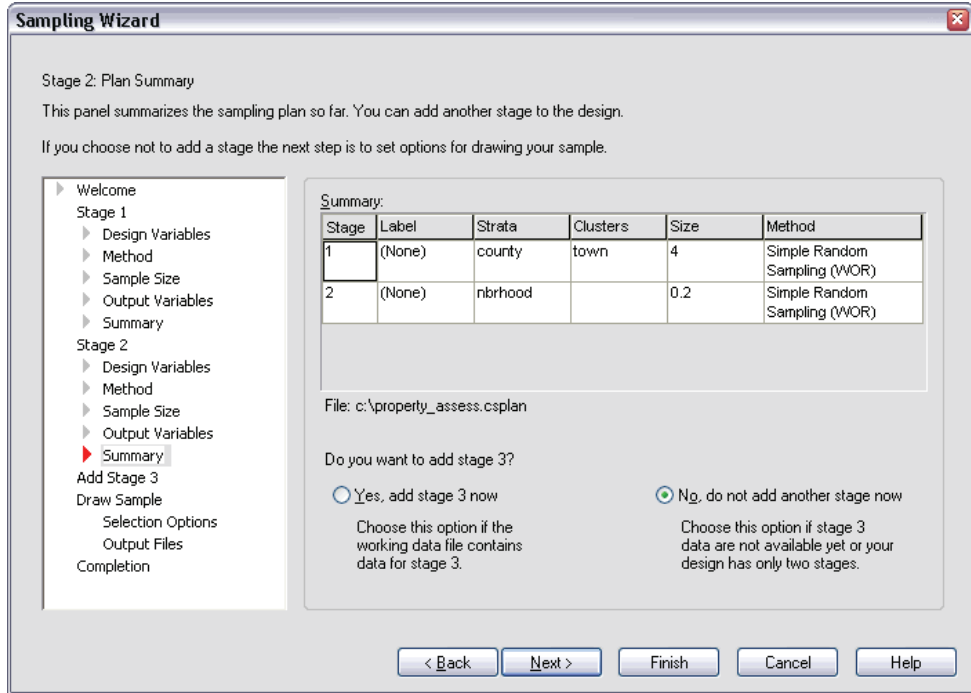 Sampling Wizard
Stage 2: Plan Summary
This panel summarizes the sampling plan so far. You can add another stage to the design.
If you choose not to add a stage the next step is to set options for drawing your sample.
Welcome
Stage 1
Design Variables
Method
Sample Size
Output Variables
Summary
Stage 2
Design Variables
Method
Sample Size
Output Variables
Summary
Add Stage 3
Draw Sample
Selection Options
Output Files
Completion
Summary:
Stage Label Strata Clusters Size Method
1 (None) county town 4 Simple Random
Sampling (WOR)
2 (None) nbrhood 0.2 Simple Random
Sampling (WOR)
File: c:\property_assess.csplan
Do you want to add stage 3?
Yes, add stage 3 now
Choose this option if the
working data file contains
data for stage 3.
No, do not add another stage now
Choose this option if stage 3
data are not available yet or your
design has only two stages.
< Back Next > Finish Cancel Help